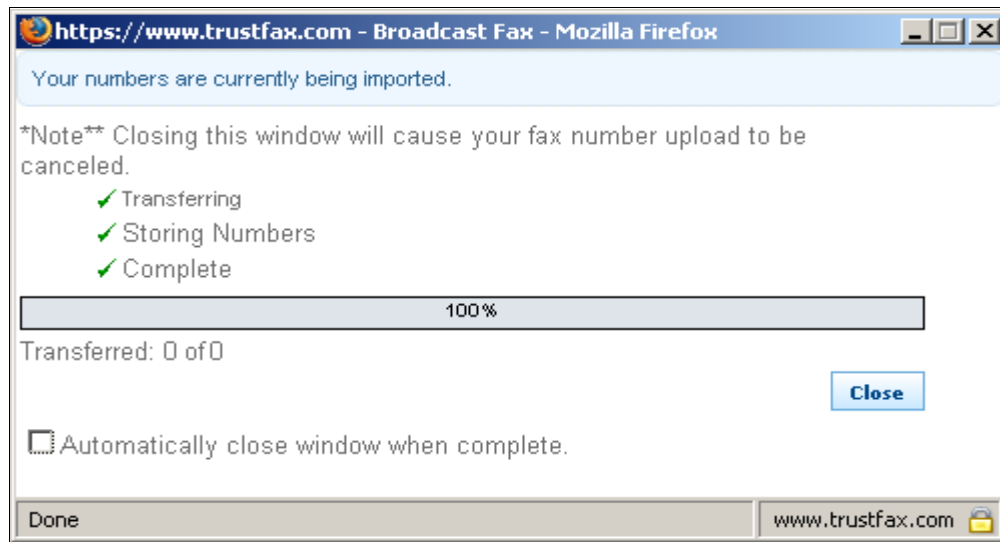 https://www.trustfax.com - Broadcast Fax - Mozilla Firefox
Your numbers are currently being imported.
*Note** Closing this window will cause your fax number upload to be
canceled.
Transferring
Storing Numbers
Complete
100%
Transferred: 0 of 0
Close
Automatically close window when complete.
Done
www.trustfax.com